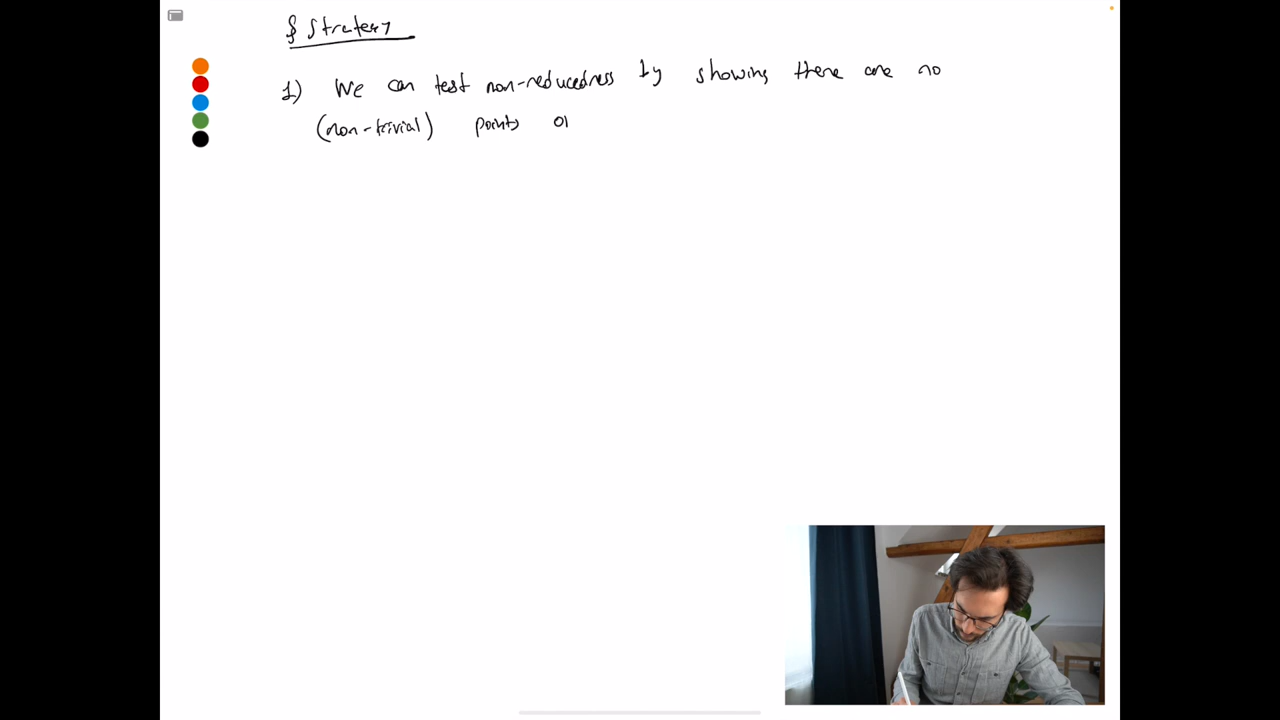 § Strategy
1) We can test non-reducedness by showing there are no
(non-trivial) points of